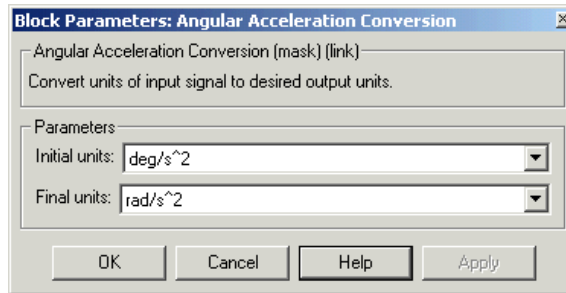 Block Parameters: Angular Acceleration Conversion
Angular Acceleration Conversion (mask) (link)
Convert units of input signal to desired output units.
Parameters
Initial units: deg/s^2
Final units: rad/s^2
OK Cancel Help Apply